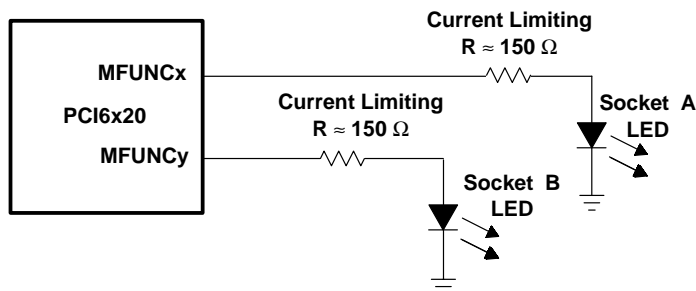 Current Limiting
R ≈ 150 Ω
MFUNCx
Socket A
LED
PCI6x20
Current Limiting
R ≈ 150 Ω
MFUNCy
Socket B
LED